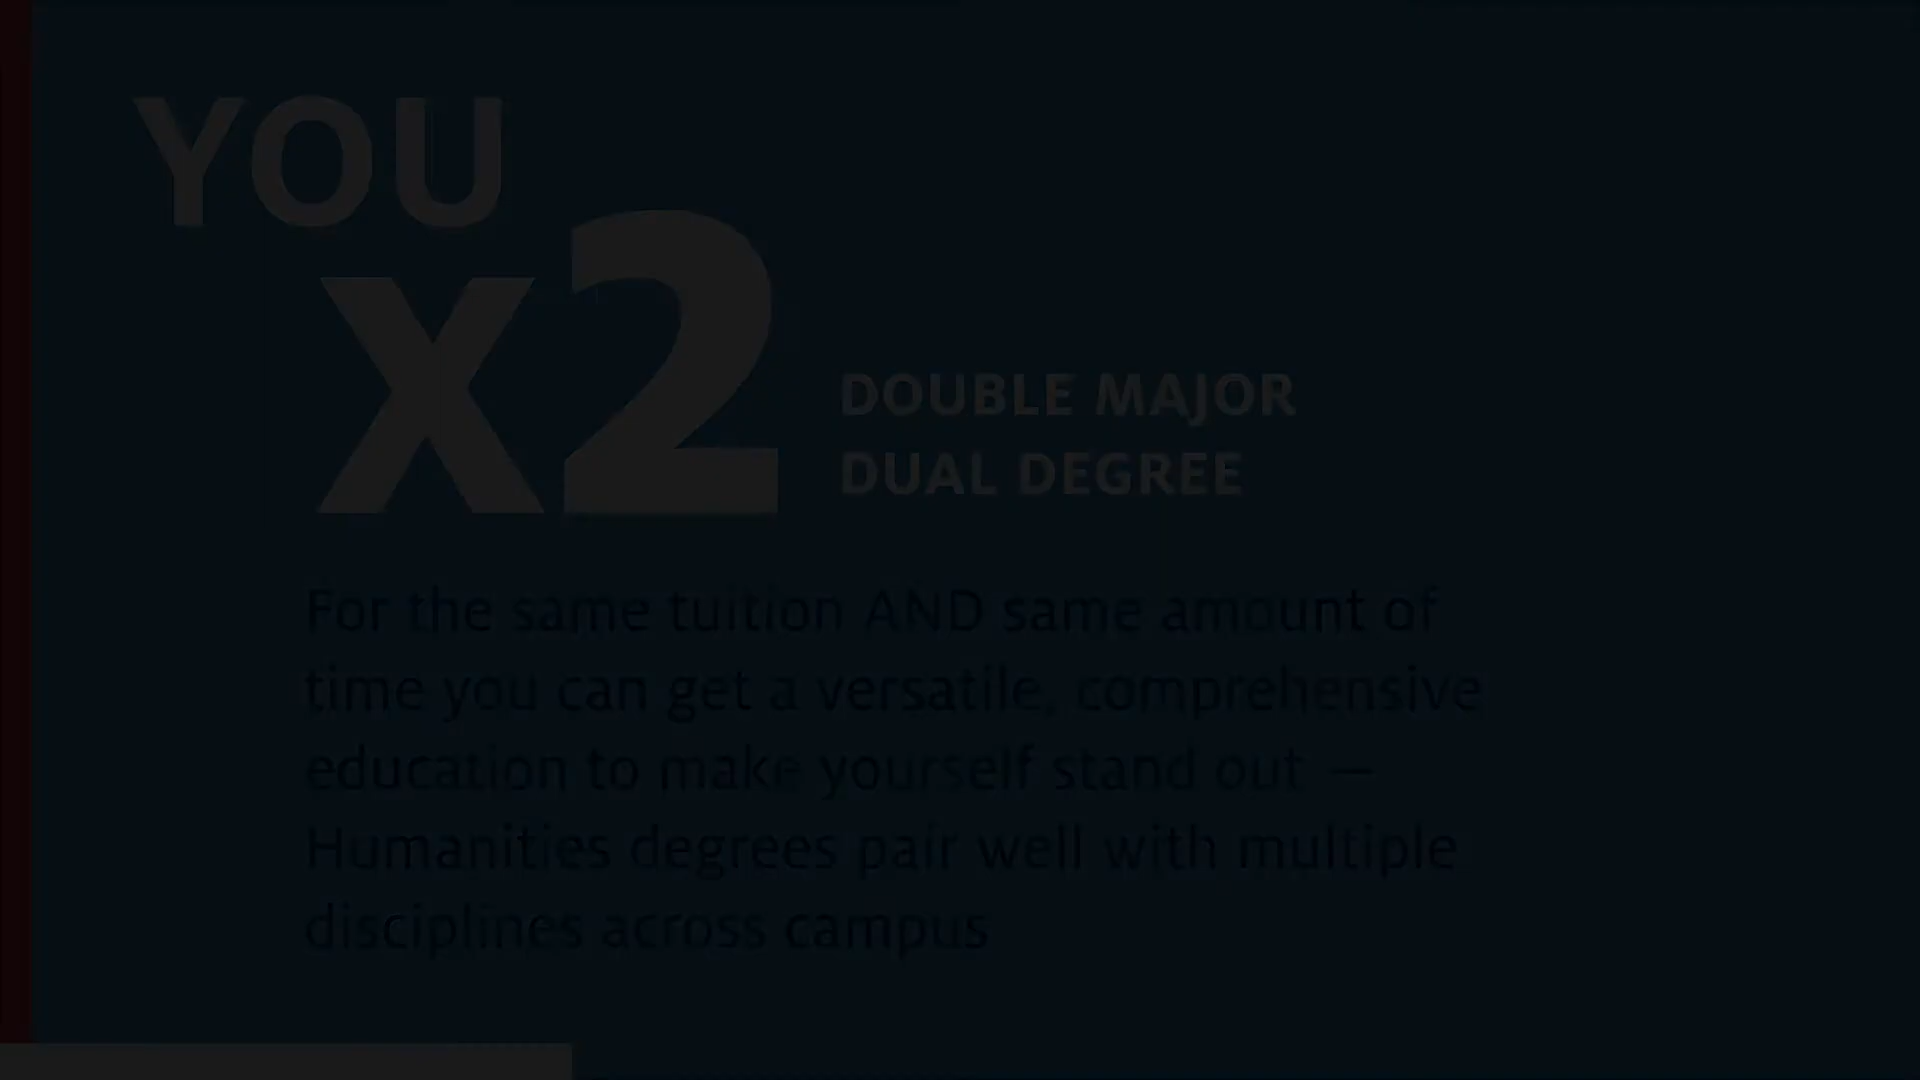 YOU
x2
DOUBLE MAJOR
DUAL DEGREE
For the same tuition AND same amount of
time you can get a versatile, comprehensive
education to make yourself stand out —
Humanities degrees pair well with multiple
disciplines across campus